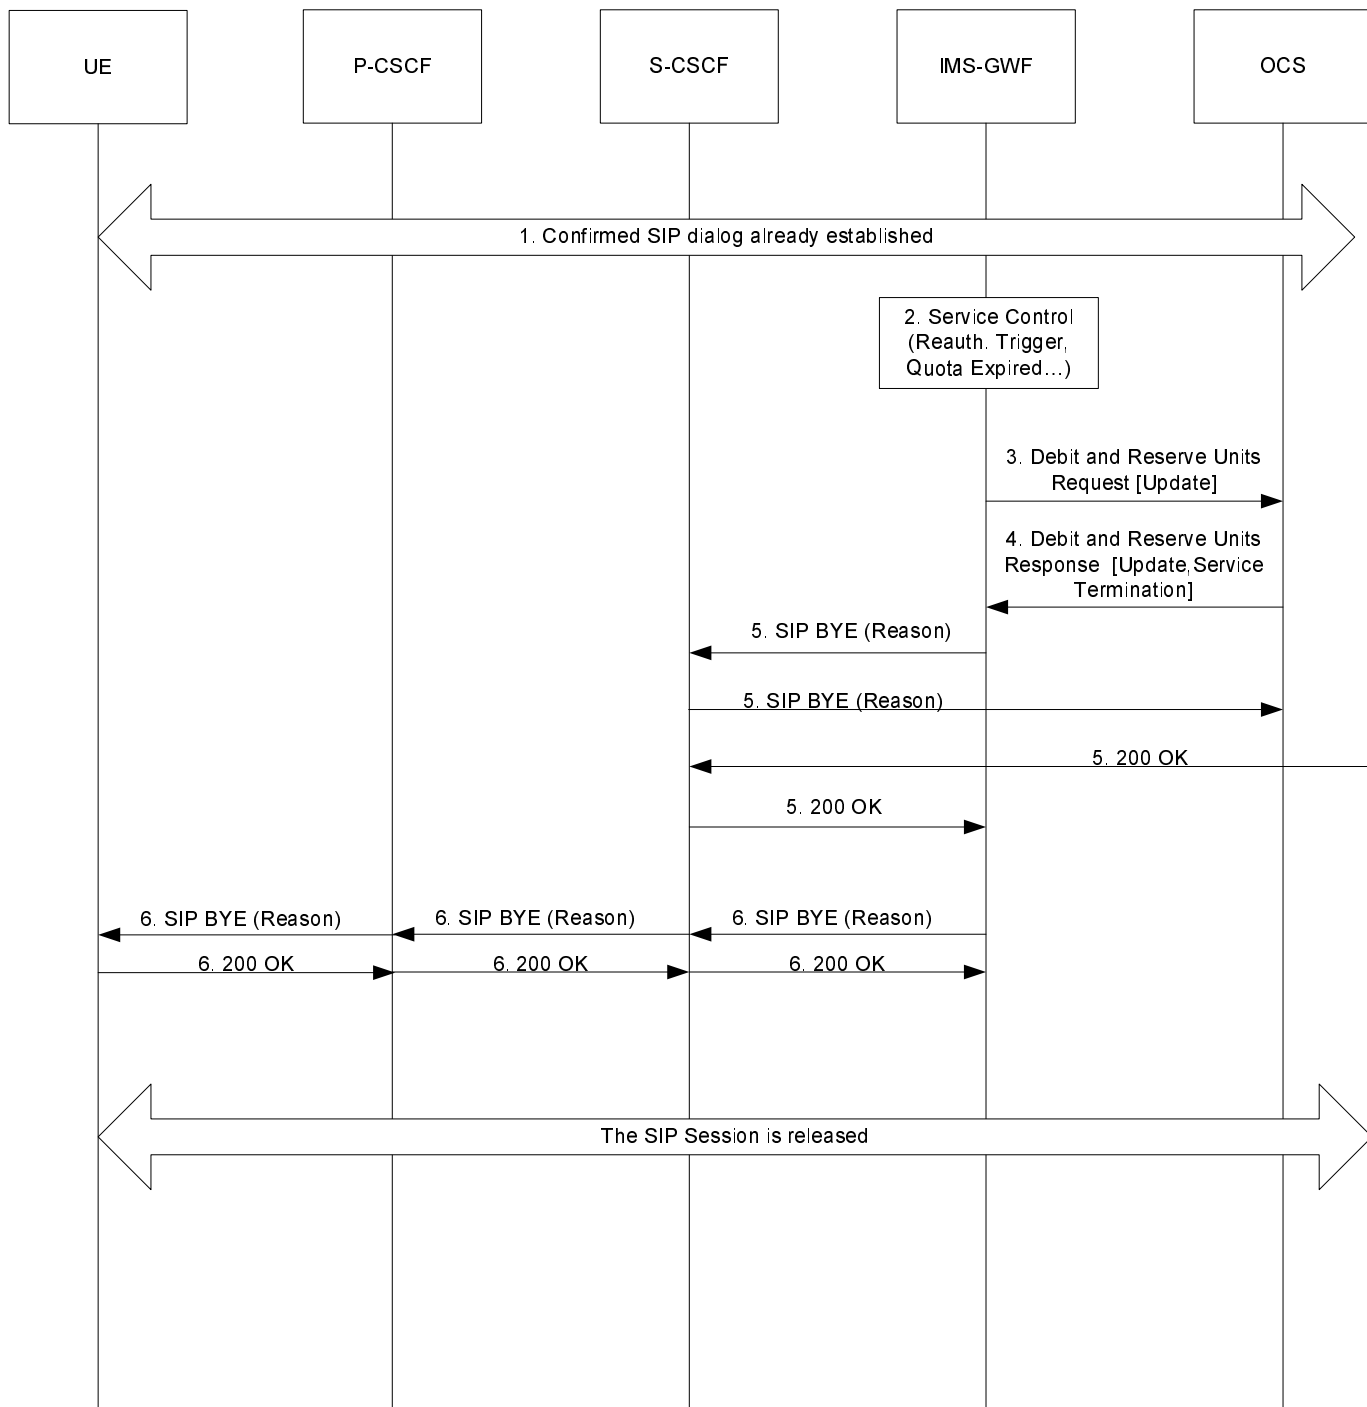 UE
P-CSCF
S-CSCF
IMS-GWF
OCS
1. Confirmed SIP dialog already established
2. Service Control
(Reauth. Trigger,
Quota Expired…)
3. Debit and Reserve Units
Request [Update]
4. Debit and Reserve Units
Response [Update,Service
Termination]
5. SIP BYE (Reason)
5. SIP BYE (Reason)
5. 200 OK
5. 200 OK
6. SIP BYE (Reason)
6. SIP BYE (Reason)
6. SIP BYE (Reason)
6. 200 OK
6. 200 OK
6. 200 OK
The SIP Session is released